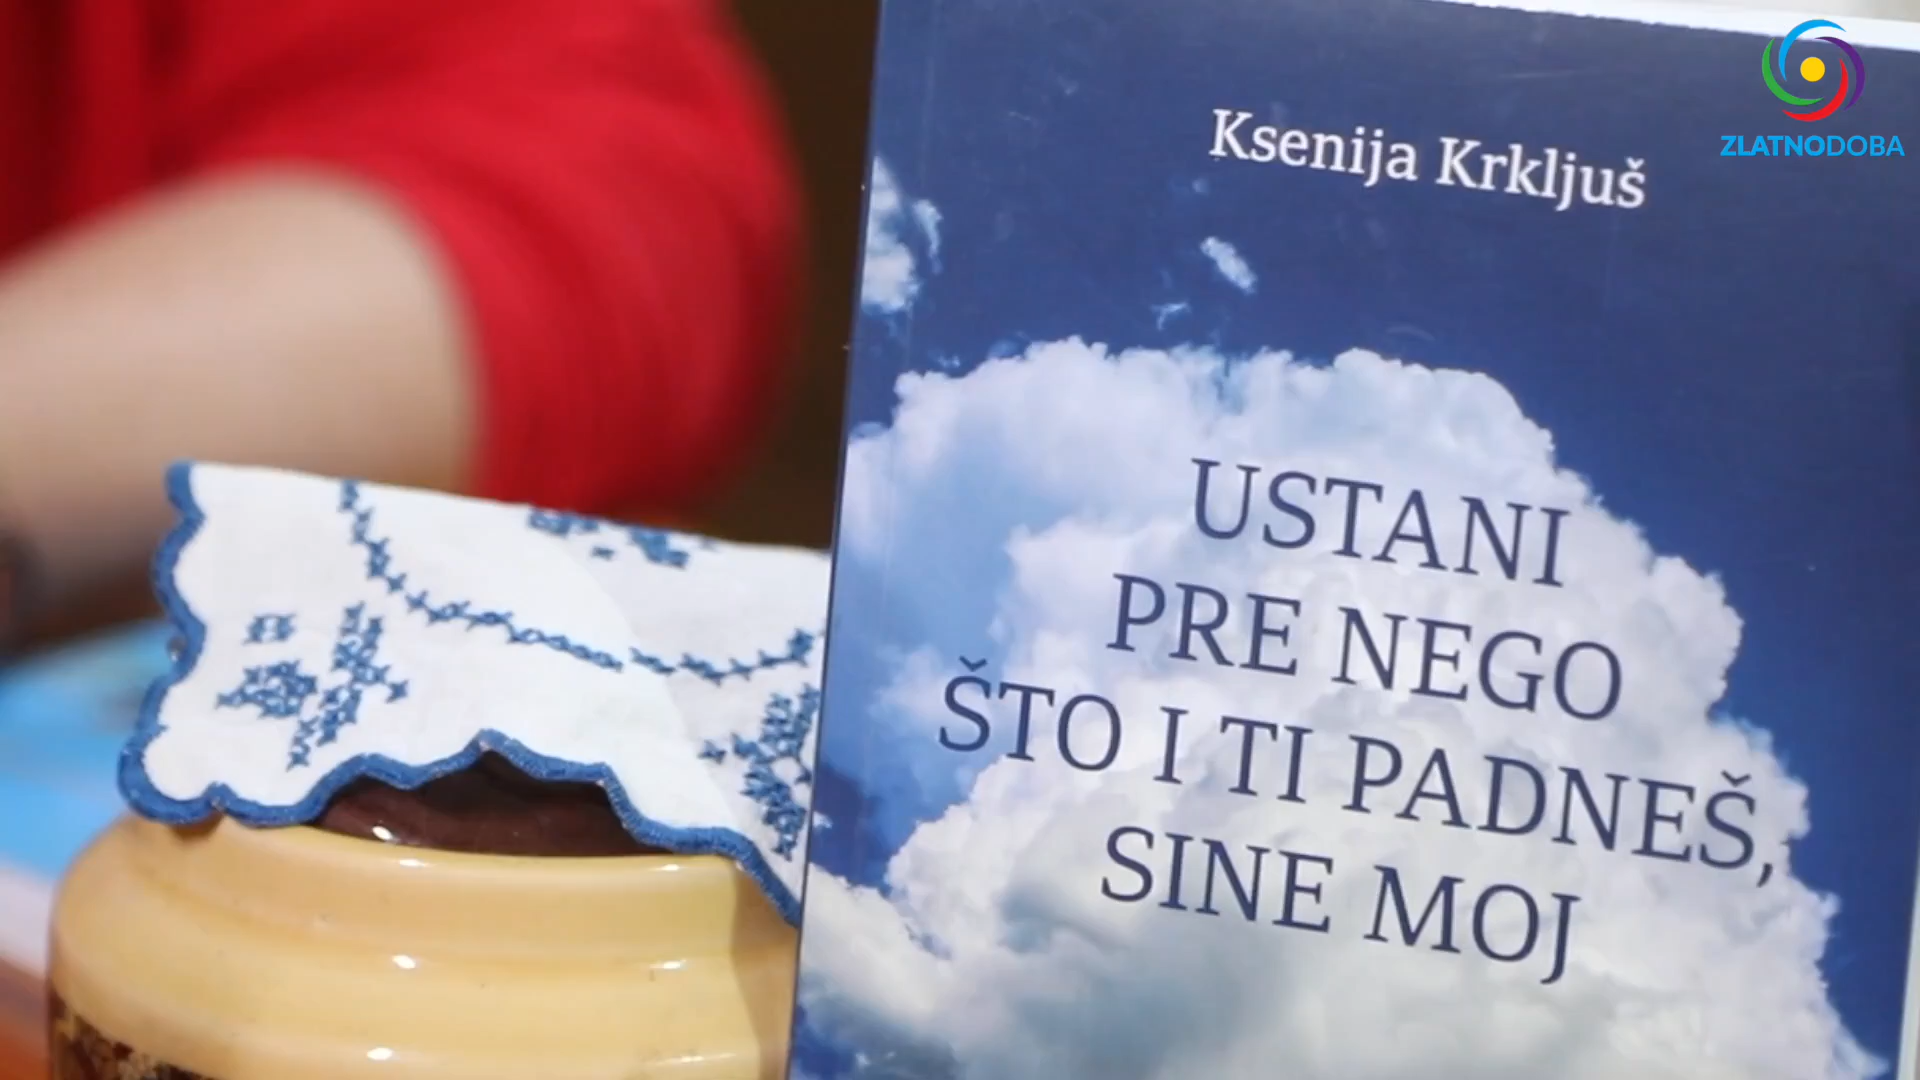 Ksenija Krkljuš
USTANI
PRE NEGO
ŠTO I TI PADNEŠ,
SINE MOJ
ZLATNODOBA